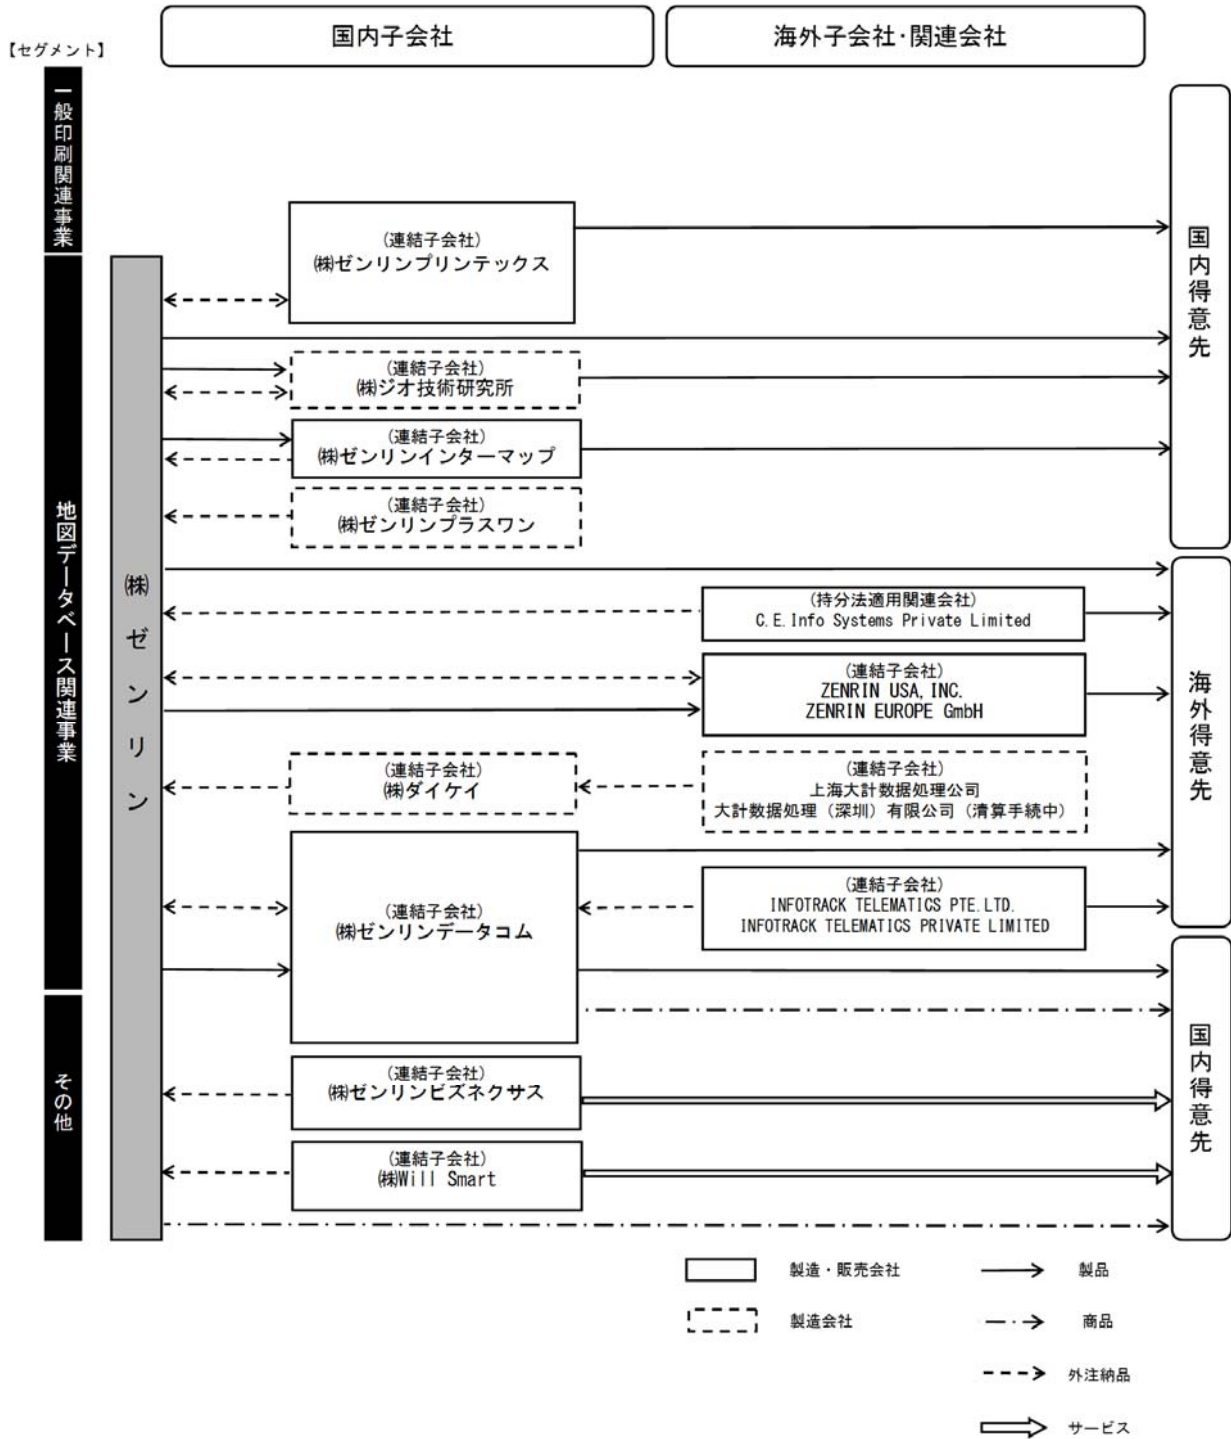 国内子会社
海外子会社・関連会社
【セグメント】
一般印刷関連事業
地図データベース関連事業
その他
㈱ゼンリン
(連結子会社)
㈱ゼンリンプリンテックス
(連結子会社)
㈱ジオ技術研究所
(連結子会社)
㈱ゼンリンインターマップ
(連結子会社)
㈱ゼンリンプラスワン
国内得意先
(持分法適用関連会社)
C.E.Info Systems Private Limited
(連結子会社)
ZENRIN USA,INC.
ZENRIN EUROPE GmbH
(連結子会社)
㈱ダイケイ
(連結子会社)
上海大計数据処理公司
大計数据処理（深圳）有限公司（清算手続中）
(連結子会社)
㈱ゼンリンデータコム
(連結子会社)
INFOTRACK TELEMATICS PTE.LTD.
INFOTRACK TELEMATICS PRIVATE LIMITED
海外得意先
(連結子会社)
㈱ゼンリンビズネクサス
(連結子会社)
㈱Will Smart
国内得意先
製造・販売会社
製品
製造会社
商品
外注納品
サービス